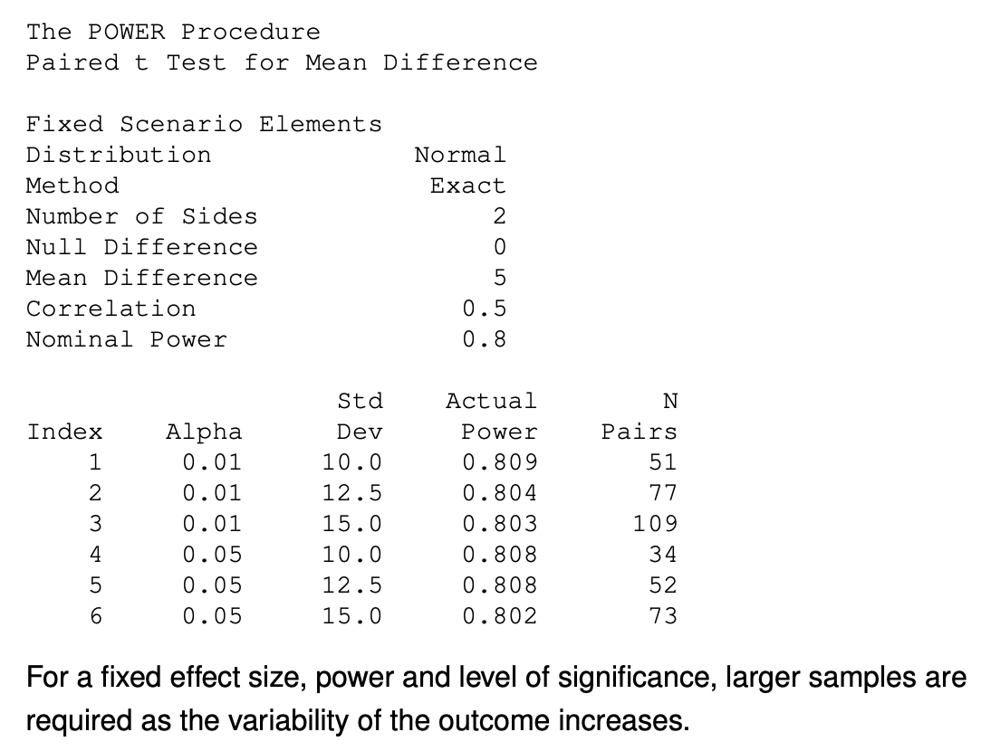 The POWER Procedure
Paired t Test for Mean Difference
Fixed Scenario Elements
Distribution Normal
Method Exact
Number of Sides 2
Null Difference 0
Mean Difference 5
Correlation 0.5
Nominal Power 0.8
Std Actual N
Index Alpha Dev Power Pairs
1 0.01 10.0 0.809 51
2 0.01 12.5 0.804 77
3 0.01 15.0 0.803 109
4 0.05 10.0 0.808 34
5 0.05 12.5 0.808 52
6 0.05 15.0 0.802 73
For a fixed effect size, power and level of significance, larger samples are
required as the variability of the outcome increases.